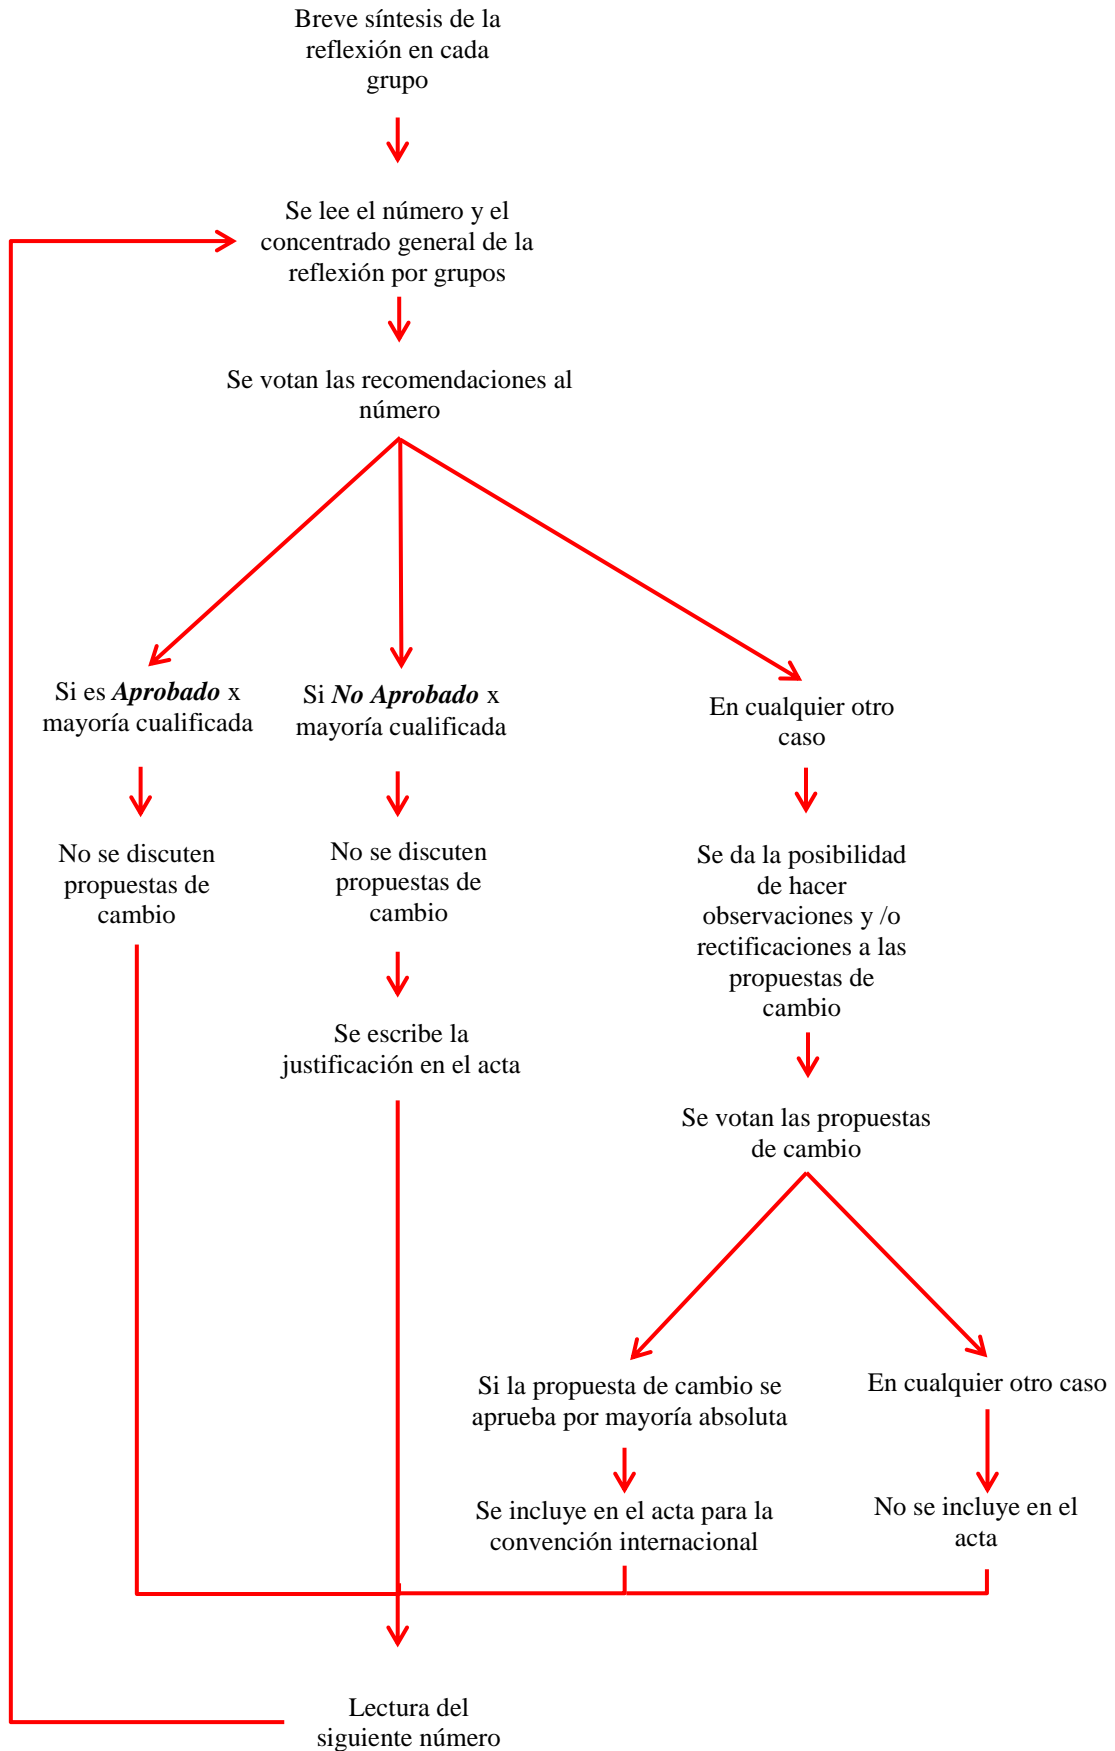 Breve síntesis de la
reflexión en cada
grupo
Se lee el número y el
concentrado general de la
reflexión por grupos
Se votan las recomendaciones al
número
Si es Aprobado x
mayoría cualificada
Si No Aprobado x
mayoría cualificada
En cualquier otro
caso
No se discuten
propuestas de
cambio
No se discuten
propuestas de
cambio
Se da la posibilidad
de hacer
observaciones y /o
rectificaciones a las
propuestas de
cambio
Se escribe la
justificación en el acta
Se votan las propuestas
de cambio
Si la propuesta de cambio se
aprueba por mayoría absoluta
En cualquier otro caso
Se incluye en el acta para la
convención internacional
No se incluye en el
acta
Lectura del
siguiente número